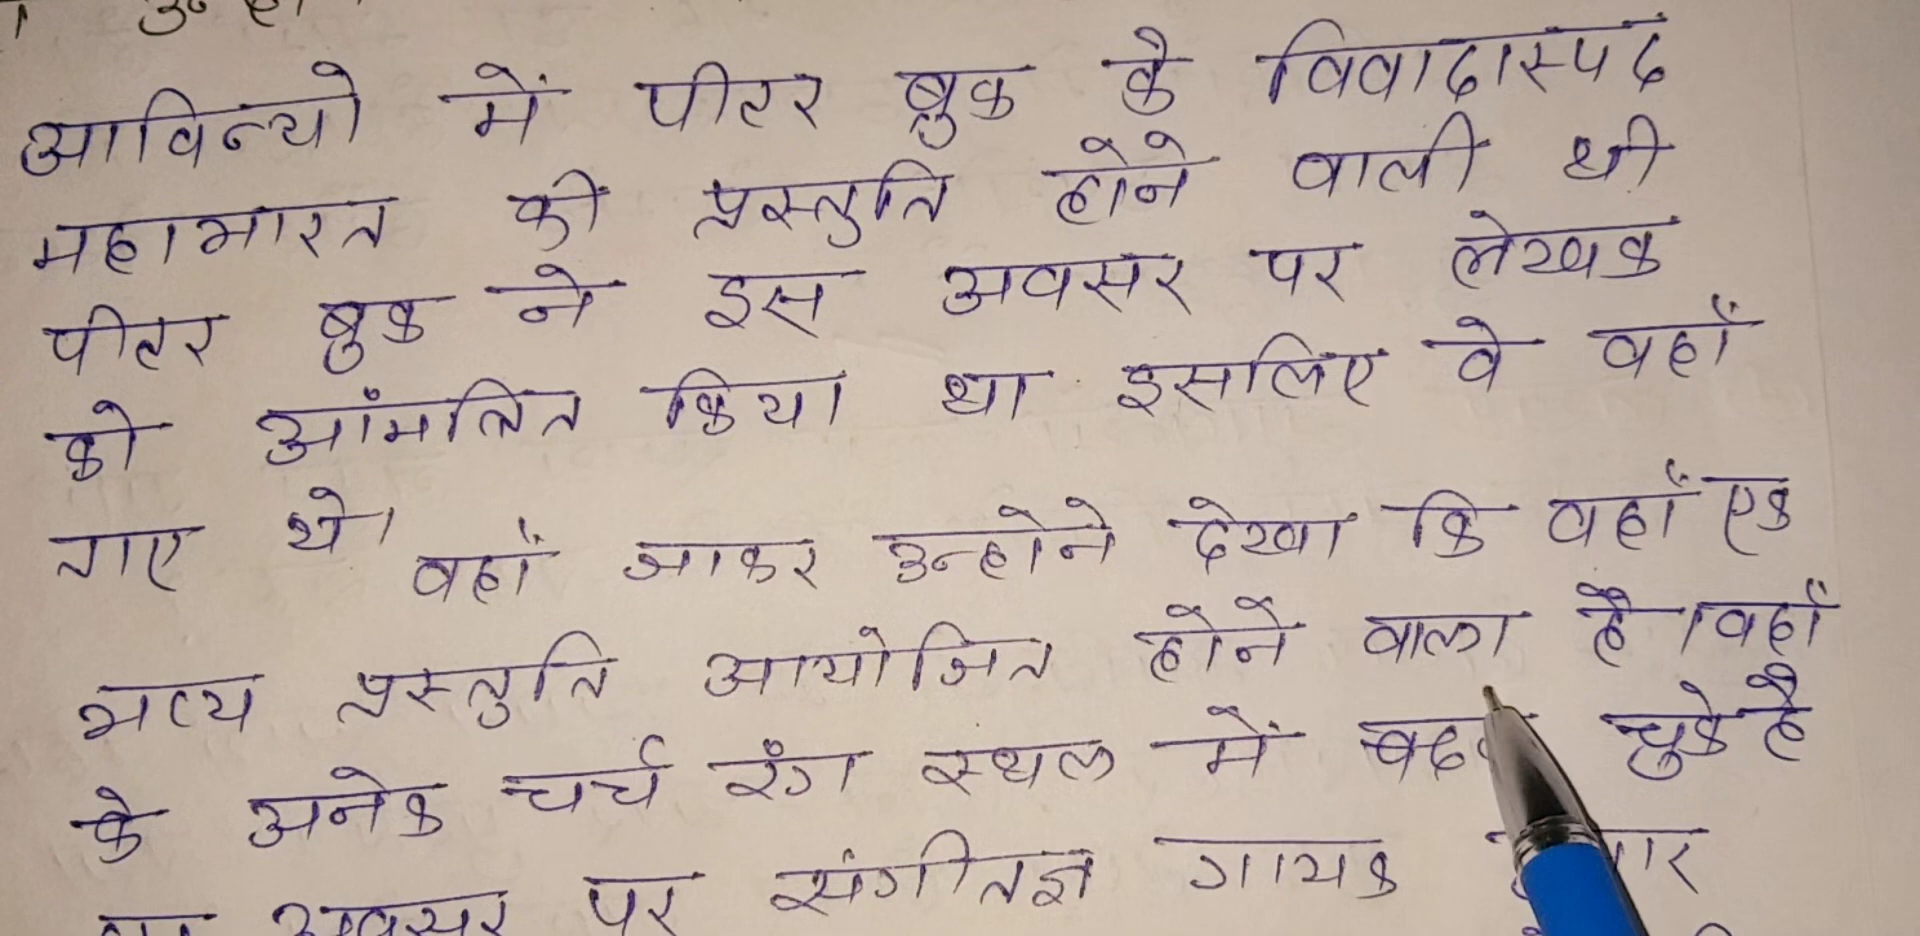 आविन्यो में पीटर ब्रुक के विवादास्पद
महाभारत की प्रस्तुति होने वाली थी
पीटर ब्रुक ने इस अवसर पर लेखक
को आंमत्रित किया था इसलिए वे वहाँ
गए थे। वहाँ जाकर उन्होने देखा कि वहाँ एक
भव्य प्रस्तुति आयोजित होने वाला है। वहाँ
के अनेक चर्च रंग स्थल में चुके है
अवसर पर संगीतज्ञ गायक